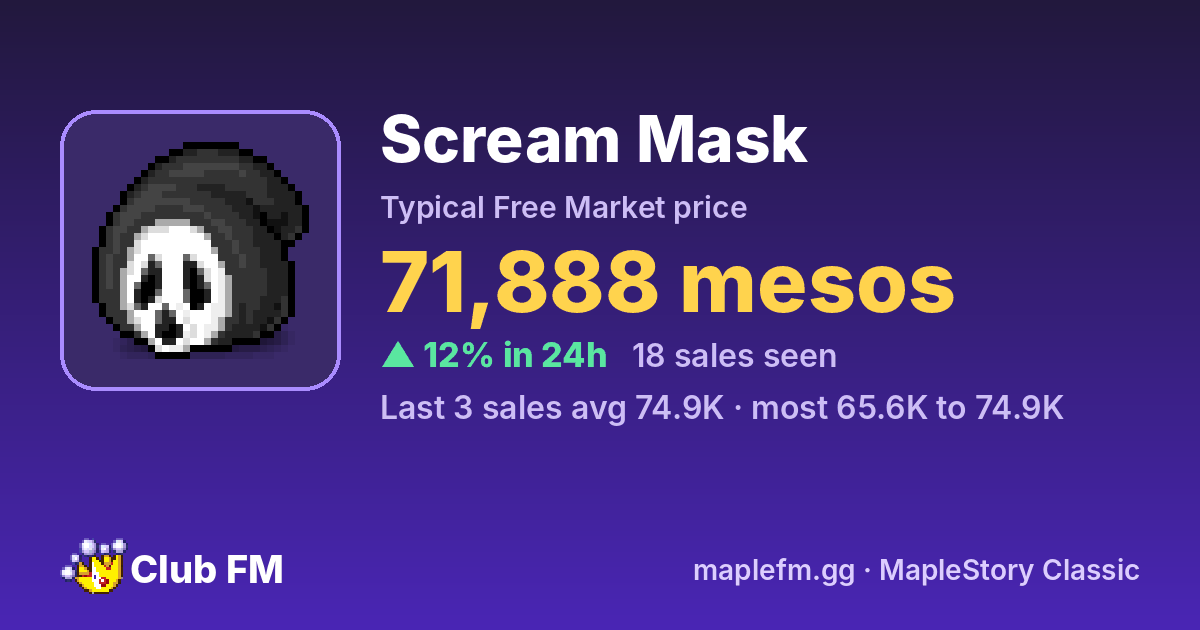 Scream Mask
Typical Free Market price
71,888 mesos
▲ 12% in 24h 18 sales seen
Last 3 sales avg 74.9K · most 65.6K to 74.9K
Club FM
maplefm.gg · MapleStory Classic